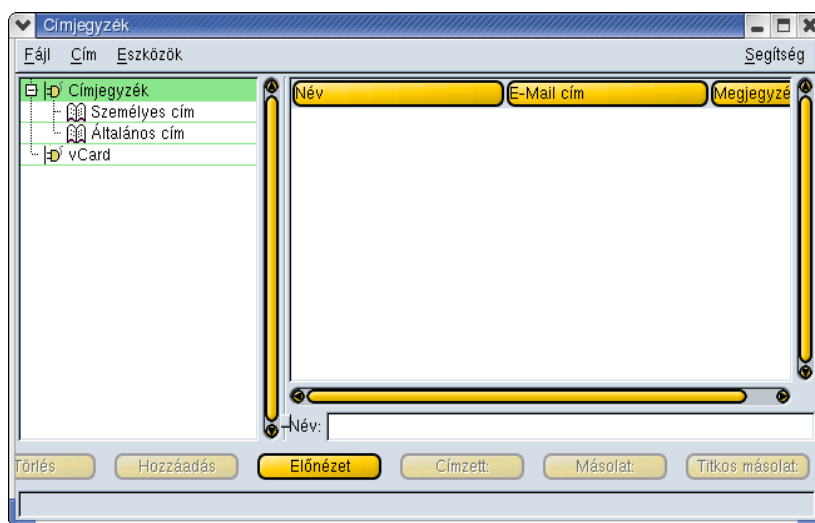 Címjegyzék
Fájl Cím Eszközök Segítség
Címjegyzék
Személyes cím
Általános cím
vCard
Név E-Mail cím Megjegyzé
Név:
Törlés Hozzáadás Előnézet Címzett: Másolat: Titkos másolat: